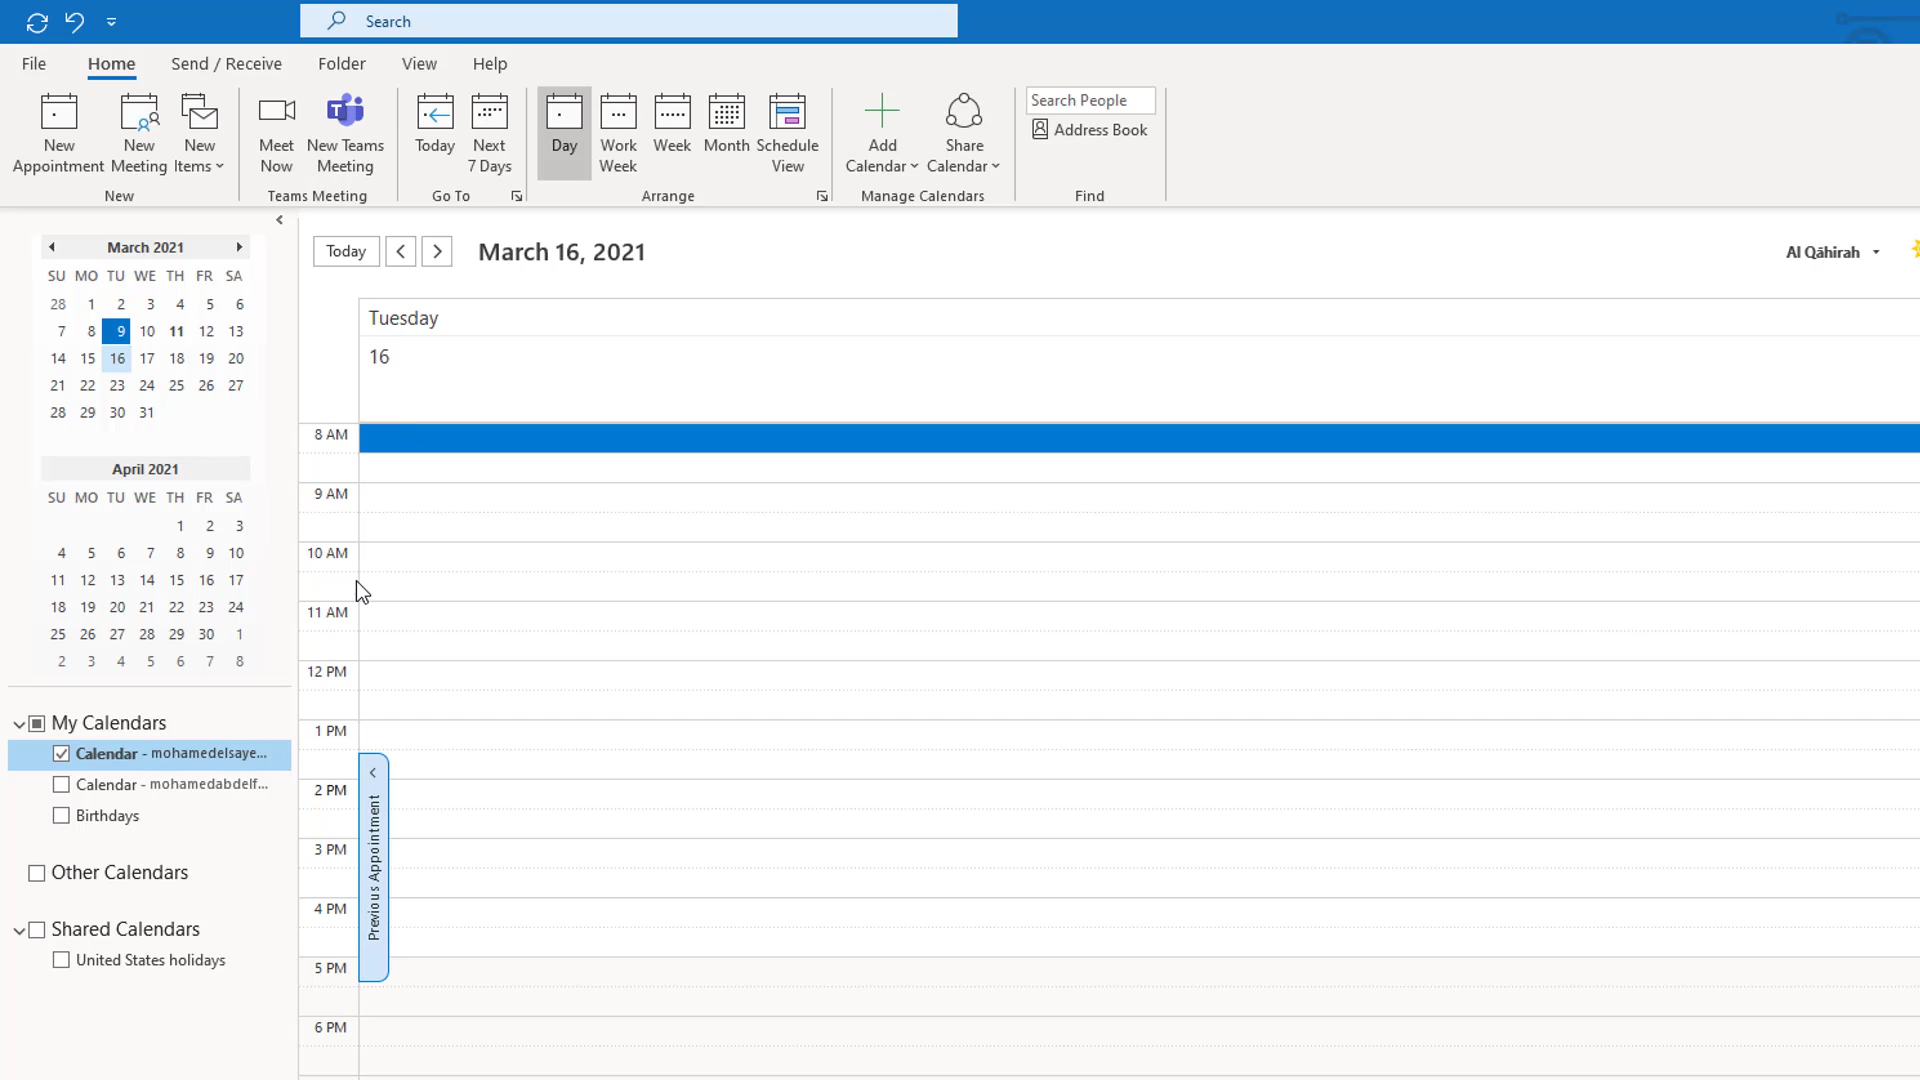 Search
File Home Send / Receive Folder View Help
New Appointment
New Meeting
New Items
New
Meet Now
New Teams Meeting
Teams Meeting
Today
Next 7 Days
Go To
Day
Work Week
Week
Month
Schedule View
Arrange
Add Calendar
Share Calendar
Manage Calendars
Search People
Address Book
Find
March 2021
SU MO TU WE TH FR SA
28 1 2 3 4 5 6
7 8 9 10 11 12 13
14 15 16 17 18 19 20
21 22 23 24 25 26 27
28 29 30 31
April 2021
SU MO TU WE TH FR SA
1 2 3
4 5 6 7 8 9 10
11 12 13 14 15 16 17
18 19 20 21 22 23 24
25 26 27 28 29 30 1
2 3 4 5 6 7 8
My Calendars
Calendar - mohamedelsaye...
Calendar - mohamedabdelf...
Birthdays
Other Calendars
Shared Calendars
United States holidays
Today
March 16, 2021
Al Qāhirah
Tuesday
16
8 AM
9 AM
10 AM
11 AM
12 PM
1 PM
2 PM
3 PM
4 PM
5 PM
6 PM
Previous Appointment